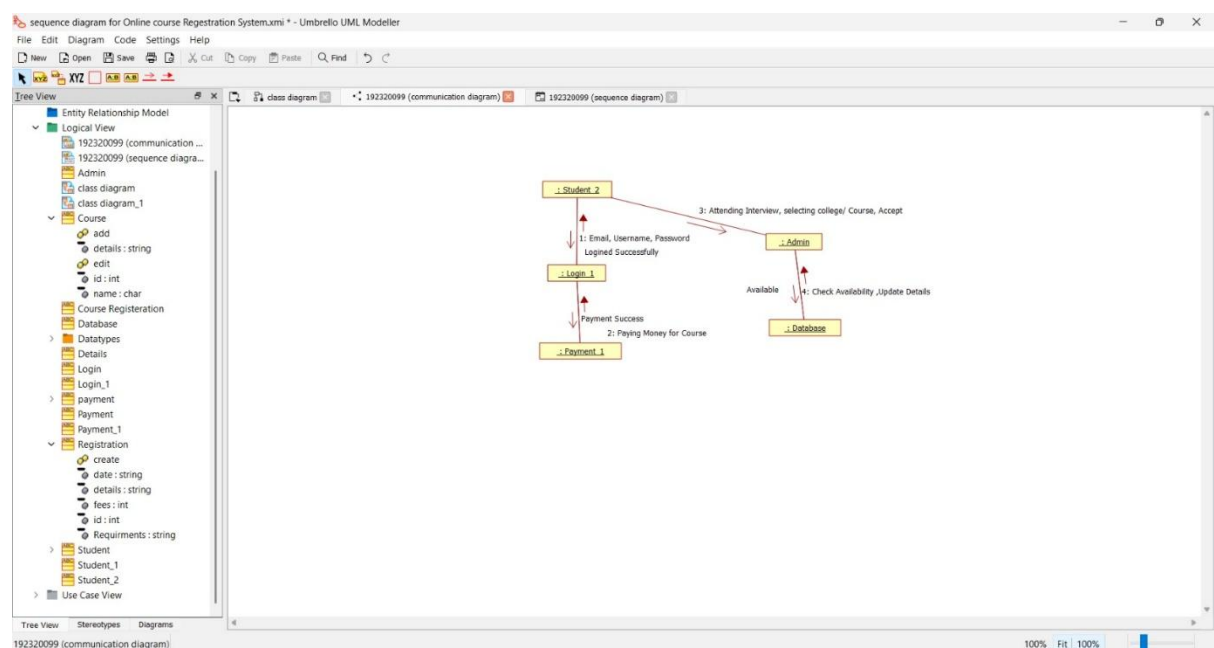 sequence diagram for Online course Regestration System.xmi * - Umbrello UML Modeller
File Edit Diagram Code Settings Help
New Open Save Cut Copy Paste Find
XYZ XYZ A.B A.B
Tree View
class diagram 192320099 (communication diagram) 192320099 (sequence diagram)
Entity Relationship Model
Logical View
192320099 (communication ...
192320099 (sequence diagra...
Admin
class diagram
class diagram_1
Course
add
details : string
edit
id : int
name : char
Course Registeration
Database
Datatypes
Details
Login
Login_1
payment
Payment
Payment_1
Registration
create
date : string
details : string
fees : int
id : int
Requirments : string
Student
Student_1
Student_2
Use Case View
Tree View Stereotypes Diagrams
: Student_2
3: Attending Interview, selecting college/ Course, Accept
1: Email, Username, Password
Logined Successfully
: Admin
: Login_1
Available
4: Check Availability ,Update Details
Payment Success
2: Paying Money for Course
: Database
: Payment_1
192320099 (communication diagram)
100% Fit 100%